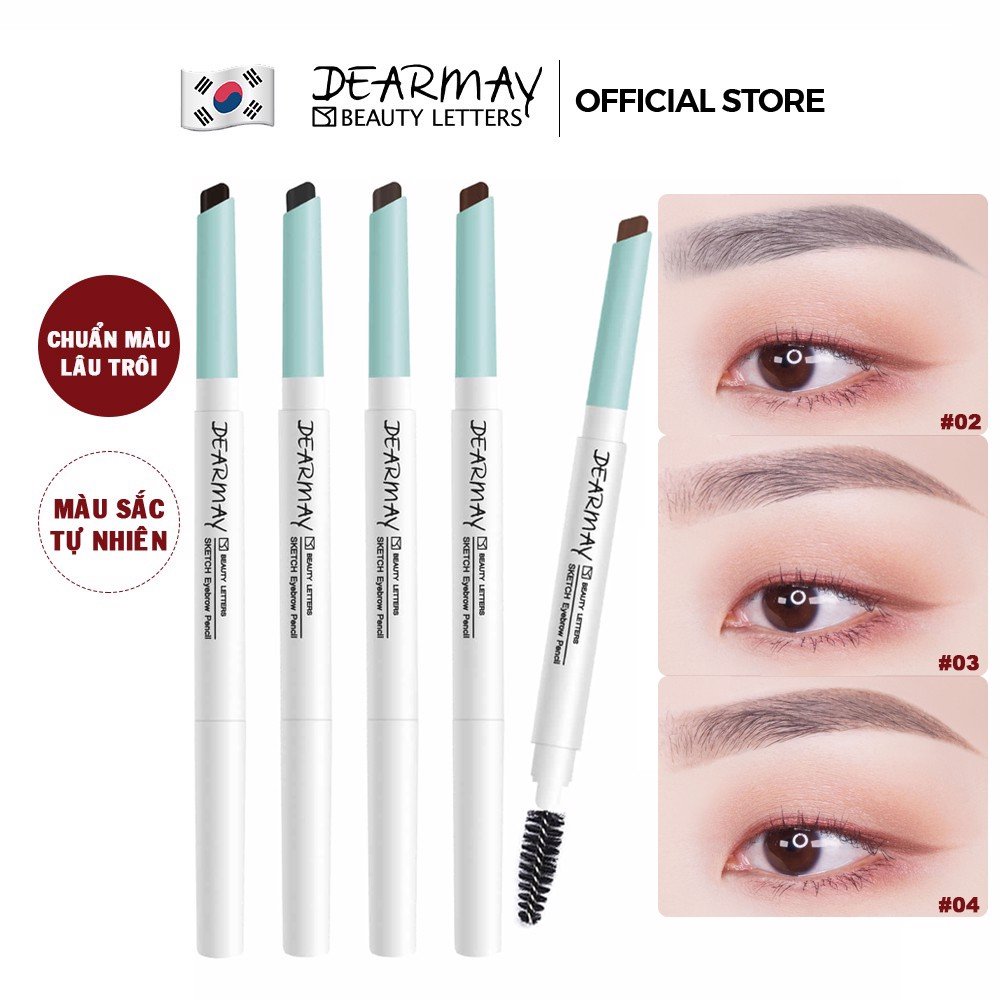 DEARMAY
BEAUTY LETTERS
OFFICIAL STORE
CHUẨN MÀU
LÂU TRÔI
MÀU SẮC
TỰ NHIÊN
DEARMAY
BEAUTY LETTERS
SKETCH Eyebrow Pencil
DEARMAY
BEAUTY LETTERS
SKETCH Eyebrow Pencil
DEARMAY
BEAUTY LETTERS
SKETCH Eyebrow Pencil
DEARMAY
BEAUTY LETTERS
SKETCH Eyebrow Pencil
DEARMAY
BEAUTY LETTERS
SKETCH Eyebrow Pencil
#02
#03
#04